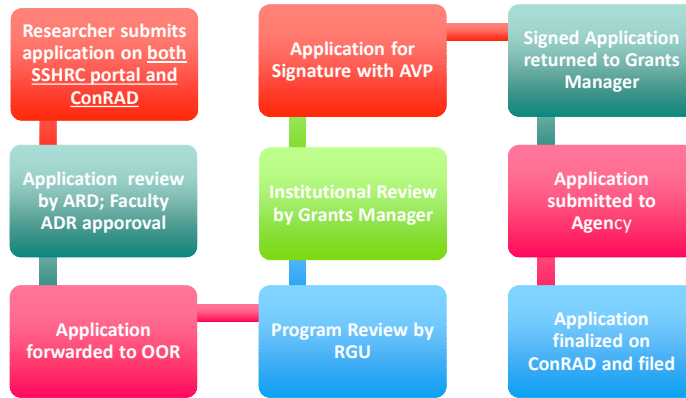 Researcher submits
application on both
SSHRC portal and
ConRAD
Application review
by ARD; Faculty
ADR apporoval
Application
forwarded to OOR
Program Review by
RGU
Institutional Review
by Grants Manager
Application for
Signature with AVP
Signed Application
returned to Grants
Manager
Application
submitted to
Agency
Application
finalized on
ConRAD and filed